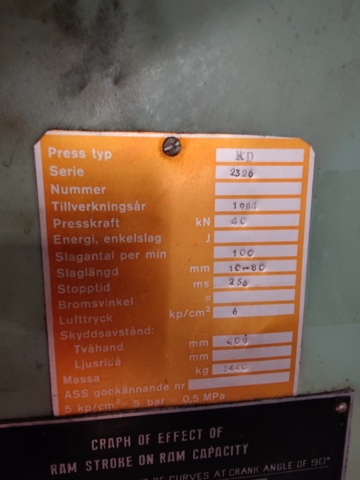 Press typ KD
Serie 2326
Nummer
Tillverkningsår
Presskraft kN 40
Energi, enkelslag J
Slagantal per min 100
Slaglängd mm 10-60
Stopptid ms 256
Bromsvinkel °
Lufttryck kp/cm² 6
Skyddsavstånd:
Tvåhand mm
Ljusridå mm
Massa kg
ASS godkännande nr
5 kp/cm² 5 bar 0.5 MPa
GRAPH OF EFFECT OF
RAM STROKE ON RAM CAPACITY
OF CURVES AT CRANK ANGLE OF 90°